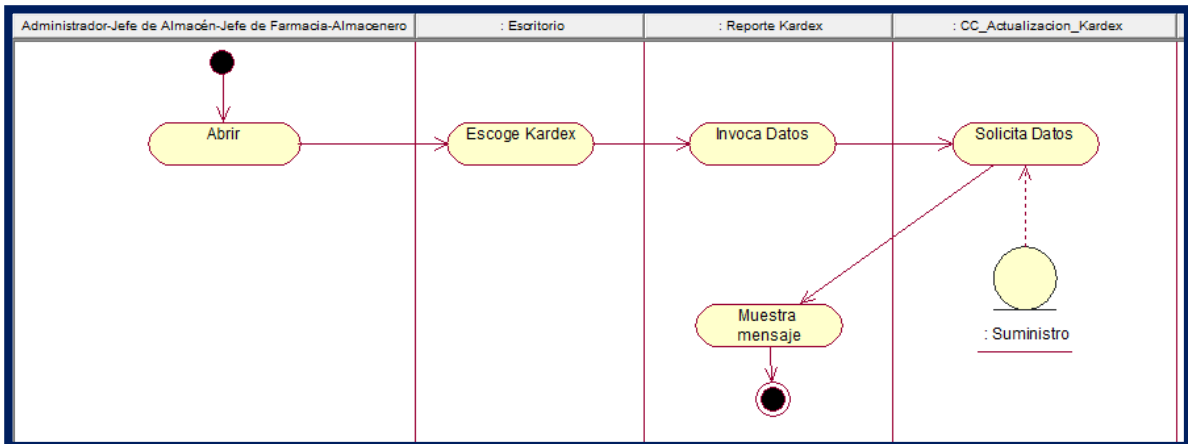 Administrador-Jefe de Almacén-Jefe de Farmacia-Almacenero
: Escritorio
: Reporte Kardex
: CC_Actualizacion_Kardex
Abrir
Escoge Kardex
Invoca Datos
Solicita Datos
Muestra
mensaje
: Suministro